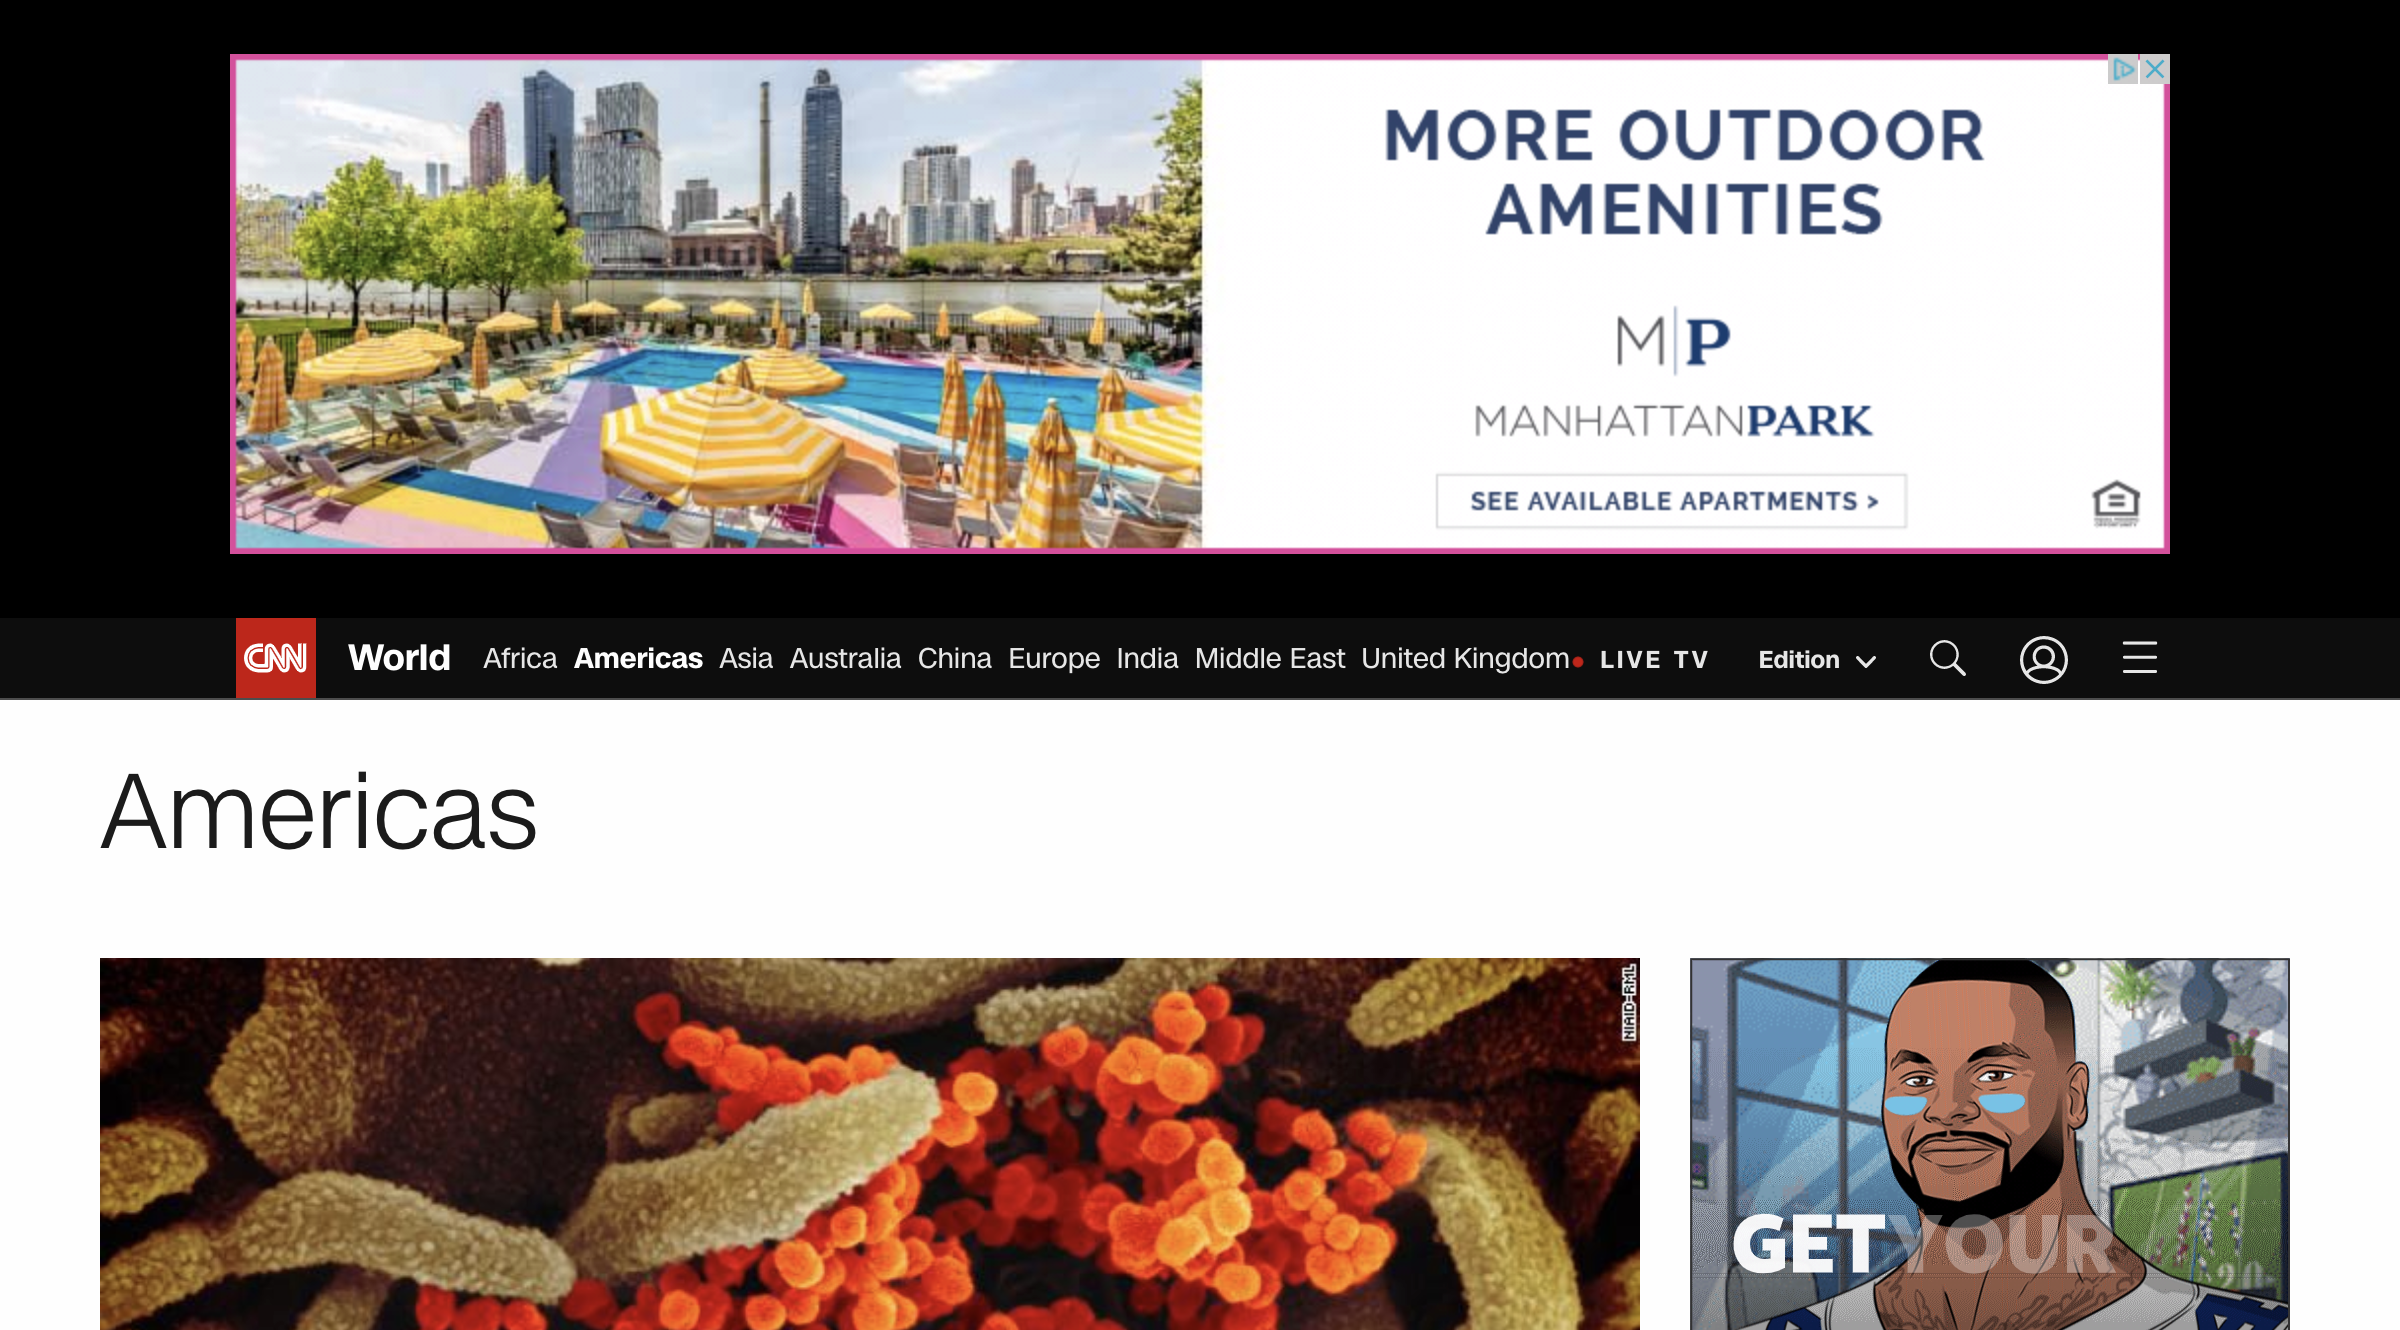 MORE OUTDOOR
AMENITIES
M|P
MANHATTANPARK
SEE AVAILABLE APARTMENTS >
CNN World Africa Americas Asia Australia China Europe India Middle East United Kingdom LIVE TV Edition
Americas
NIAID-RML
GET YOUR